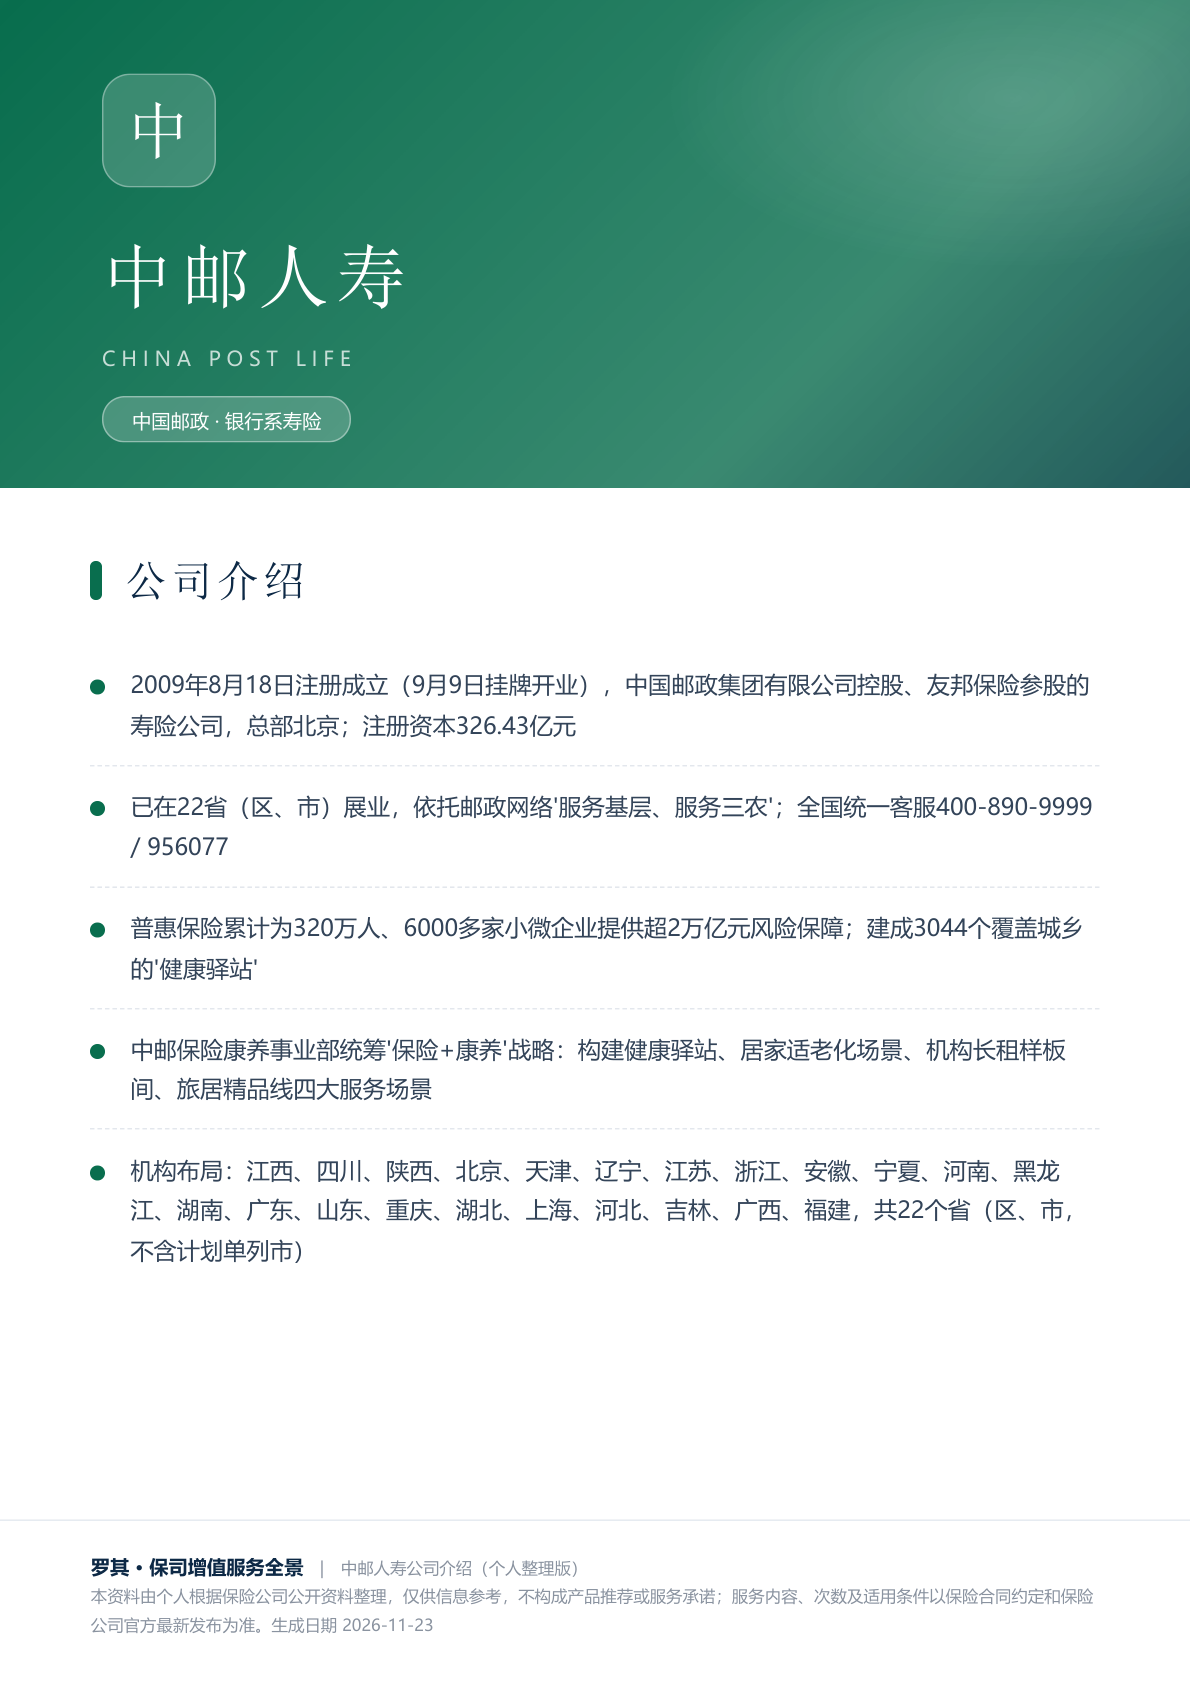 中
中邮人寿
CHINA POST LIFE
中国邮政 · 银行系寿险
公司介绍
2009年8月18日注册成立（9月9日挂牌开业），中国邮政集团有限公司控股、友邦保险参股的
寿险公司，总部北京；注册资本326.43亿元
已在22省（区、市）展业，依托邮政网络'服务基层、服务三农'；全国统一客服400-890-9999
/ 956077
普惠保险累计为320万人、6000多家小微企业提供超2万亿元风险保障；建成3044个覆盖城乡
的'健康驿站'
中邮保险康养事业部统筹'保险+康养'战略：构建健康驿站、居家适老化场景、机构长租样板
间、旅居精品线四大服务场景
机构布局：江西、四川、陕西、北京、天津、辽宁、江苏、浙江、安徽、宁夏、河南、黑龙
江、湖南、广东、山东、重庆、湖北、上海、河北、吉林、广西、福建，共22个省（区、市，
不含计划单列市）
罗其 • 保司增值服务全景 | 中邮人寿公司介绍（个人整理版）
本资料由个人根据保险公司公开资料整理，仅供信息参考，不构成产品推荐或服务承诺；服务内容、次数及适用条件以保险合同约定和保险
公司官方最新发布为准。生成日期 2026-11-23